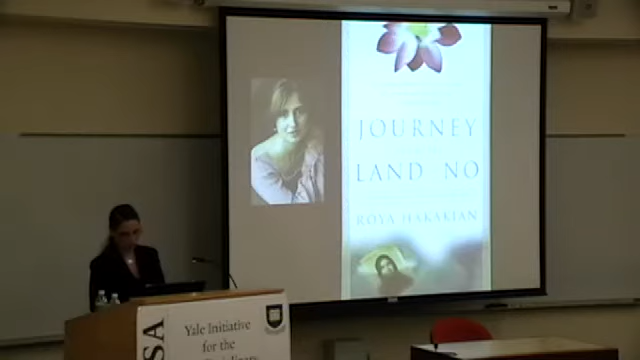 JOURNEY
LAND NO
ROYA HAKAKIAN
SA
Yale Initiative
for the